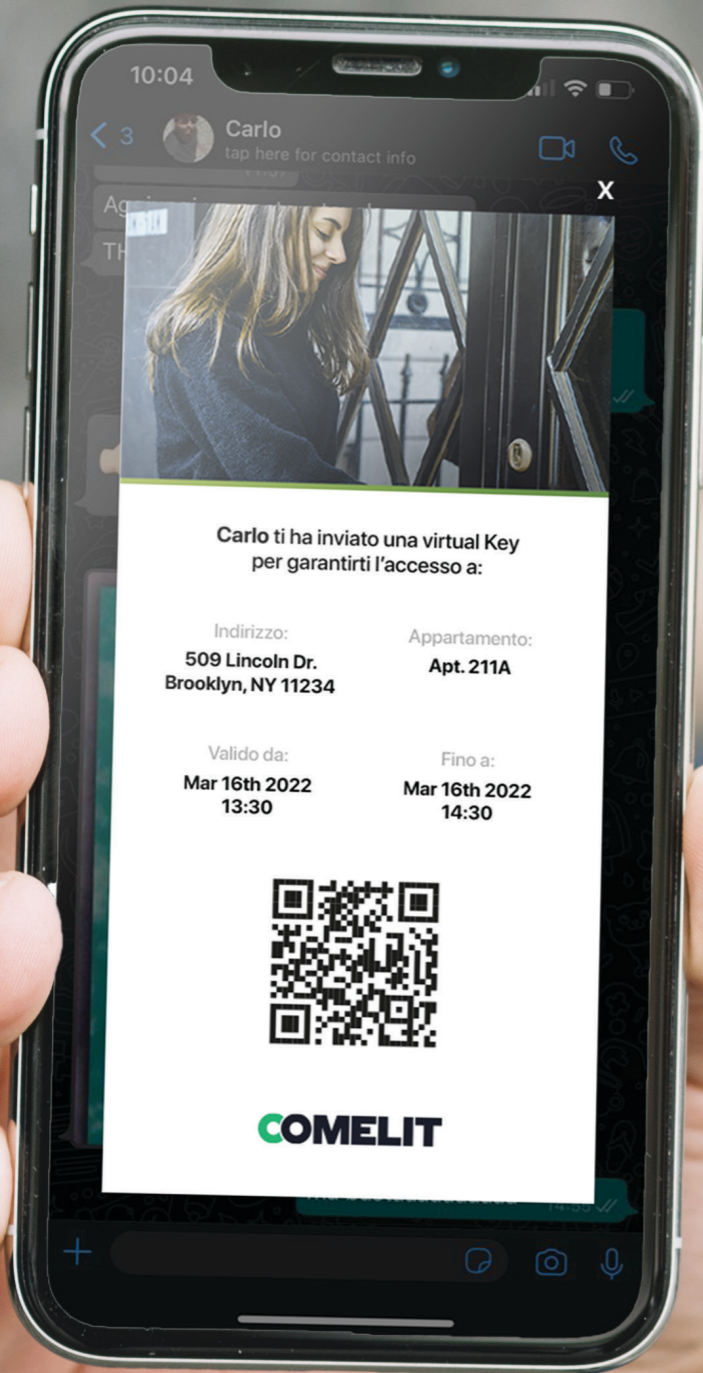 10:04
3
Carlo
tap here for contact info
Carlo ti ha inviato una virtual Key
per garantirti l'accesso a:
Indirizzo:
509 Lincoln Dr.
Brooklyn, NY 11234
Appartamento:
Apt. 211A
Valido da:
Mar 16th 2022
13:30
Fino a:
Mar 16th 2022
14:30
COMELIT
14:55